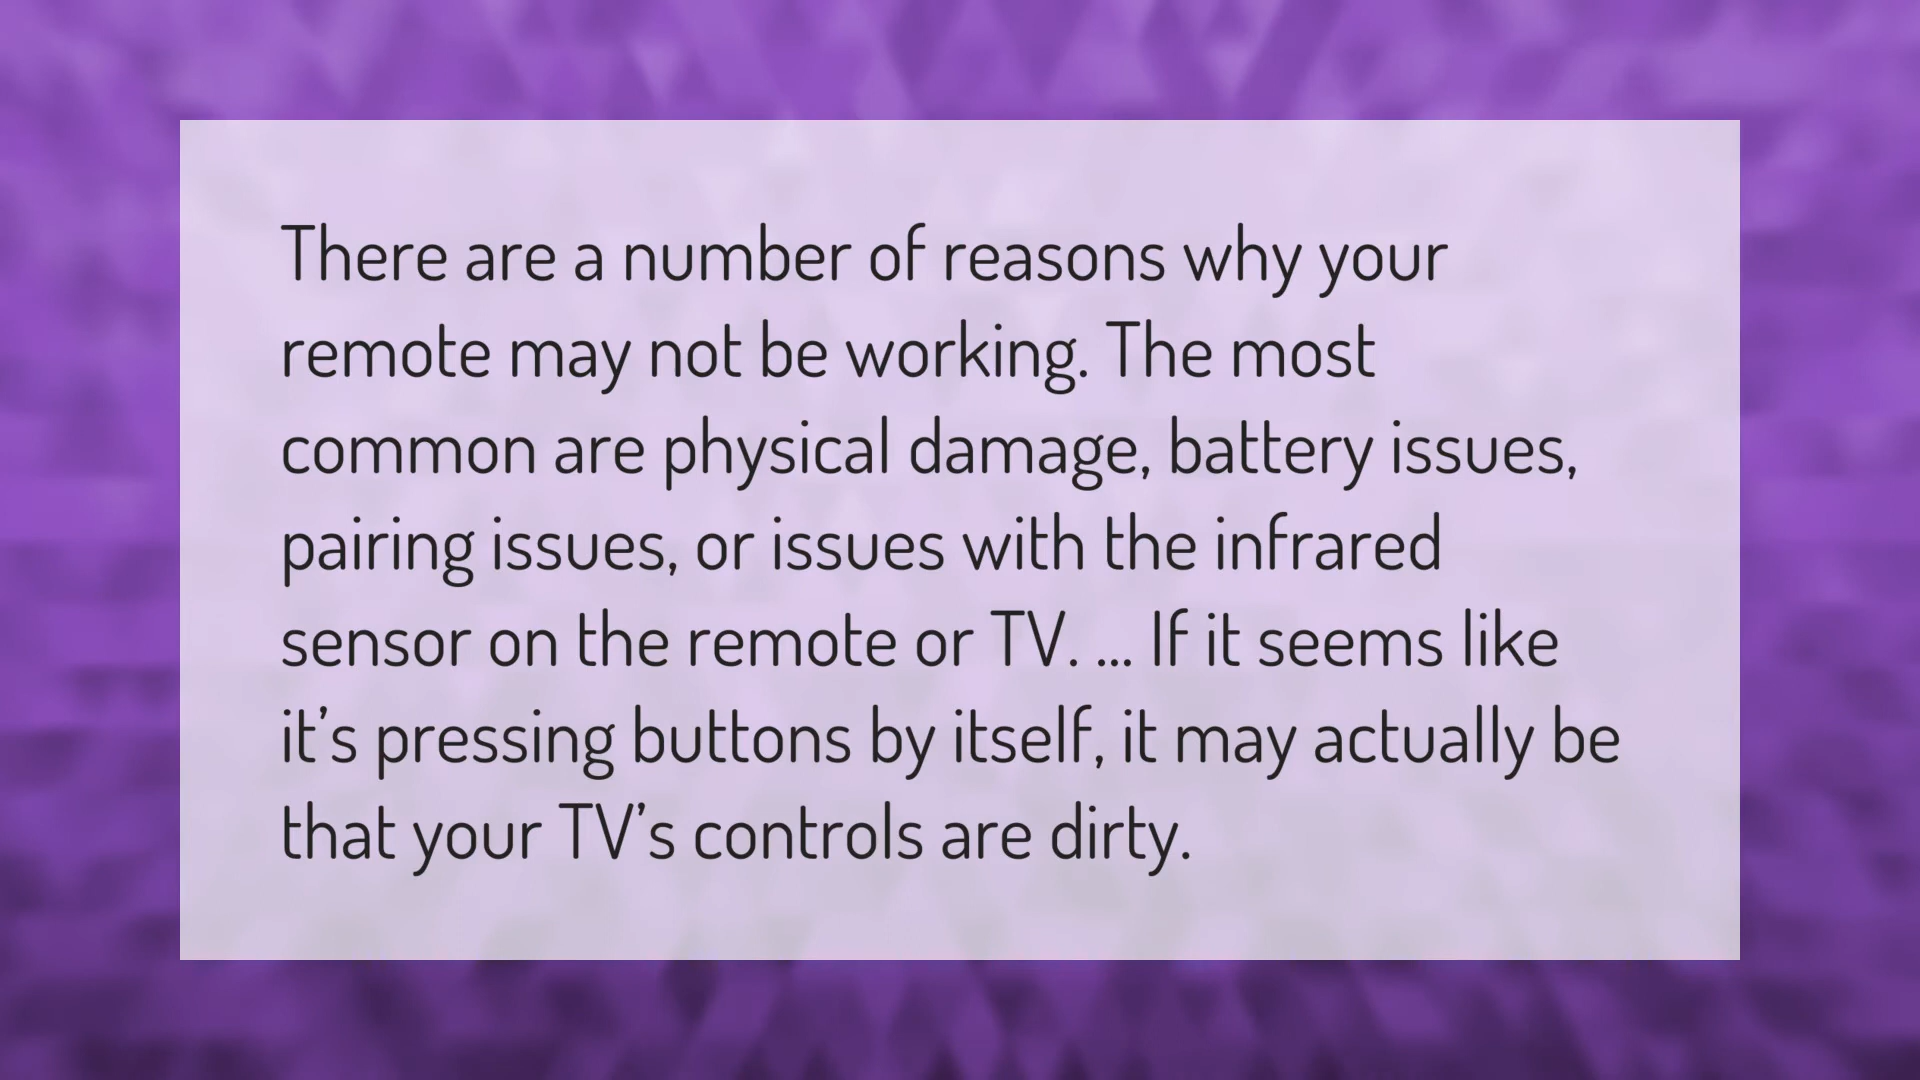 There are a number of reasons why your
remote may not be working. The most
common are physical damage, battery issues,
pairing issues, or issues with the infrared
sensor on the remote or TV. ... If it seems like
it’s pressing buttons by itself, it may actually be
that your TV’s controls are dirty.